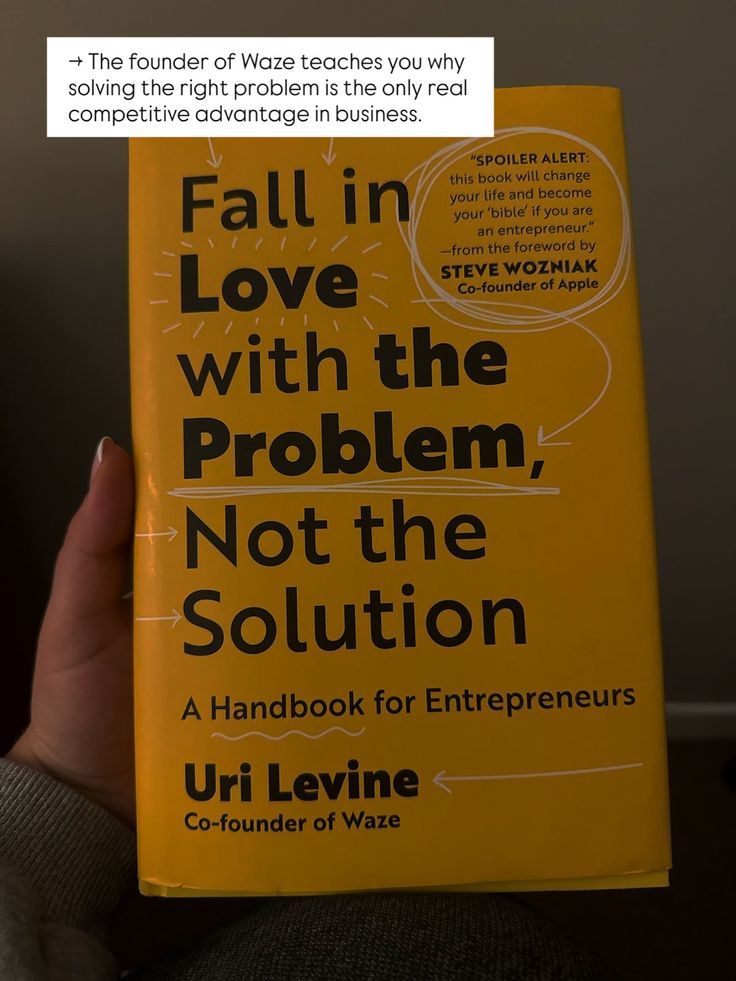 → The founder of Waze teaches you why
solving the right problem is the only real
competitive advantage in business.
Fall in
Love
with the
Problem,
Not the
Solution
"SPOILER ALERT:
this book will change
your life and become
your 'bible' if you are
an entrepreneur."
—from the foreword by
STEVE WOZNIAK
Co-founder of Apple
A Handbook for Entrepreneurs
Uri Levine
Co-founder of Waze